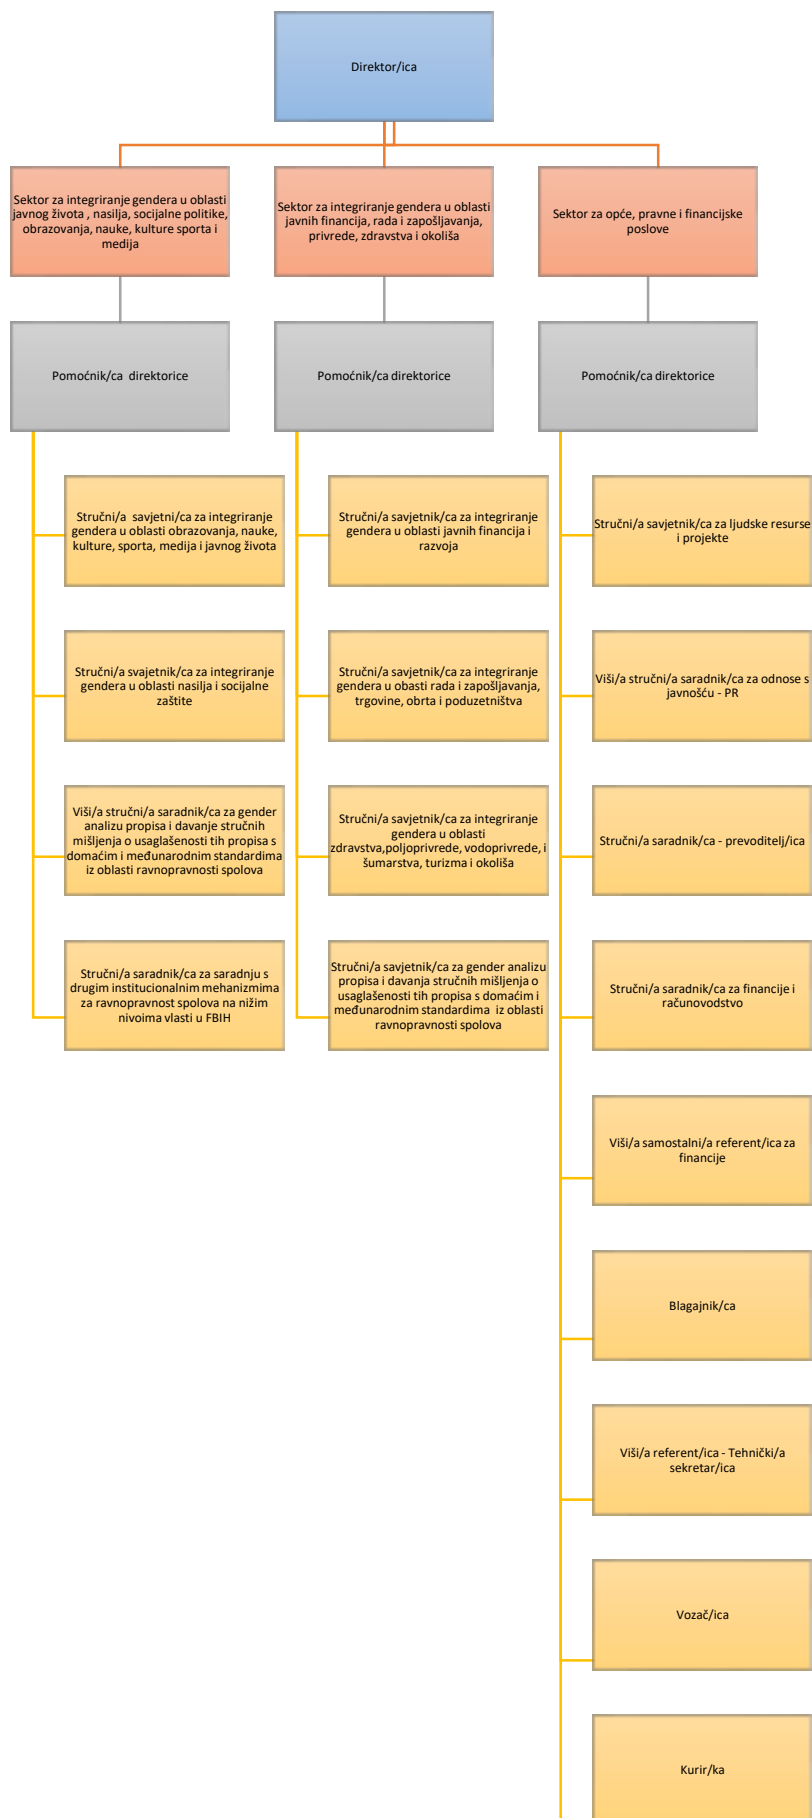 Direktor/ica
Sektor za integriranje gendera u oblasti
javnog života , nasilja, socijalne politike,
obrazovanja, nauke, kulture sporta i
medija
Sektor za integriranje gendera u oblasti
javnih financija, rada i zapošljavanja,
privrede, zdravstva i okoliša
Sektor za opće, pravne i financijske
poslove
Pomoćnik/ca  direktorice
Pomoćnik/ca direktorice
Pomoćnik/ca direktorice
Stručni/a  savjetni/ca za integriranje
gendera u oblasti obrazovanja, nauke,
kulture, sporta, medija i javnog života
Stručni/a savjetnik/ca za integriranje
gendera u oblasti javnih financija i
razvoja
Stručni/a savjetnik/ca za ljudske resurse
i projekte
Stručni/a svajetnik/ca za integriranje
gendera u oblasti nasilja i socijalne
zaštite
Stručni/a savjetnik/ca za integriranje
gendera u obasti rada i zapošljavanja,
trgovine, obrta i poduzetništva
Viši/a stručni/a saradnik/ca za odnose s
javnošću - PR
Viši/a stručni/a saradnik/ca za gender
analizu propisa i davanje stručnih
mišljenja o usaglašenosti tih propisa s
domaćim i međunarodnim standardima
iz oblasti ravnopravnosti spolova
Stručni/a savjetnik/ca za integriranje
gendera u oblasti
zdravstva,poljoprivrede, vodoprivrede, i
šumarstva, turizma i okoliša
Stručni/a saradnik/ca - prevoditelj/ica
Stručni/a saradnik/ca za saradnju s
drugim institucionalnim mehanizmima
za ravnopravnost spolova na nižim
nivoima vlasti u FBIH
Stručni/a savjetnik/ca za gender analizu
propisa i davanja stručnih mišljenja o
usaglašenosti tih propisa s domaćim i
međunarodnim standardima  iz oblasti
ravnopravnosti spolova
Stručni/a saradnik/ca za financije i
računovodstvo
Viši/a samostalni/a referent/ica za
financije
Blagajnik/ca
Viši/a referent/ica - Tehnički/a
sekretar/ica
Vozač/ica
Kurir/ka